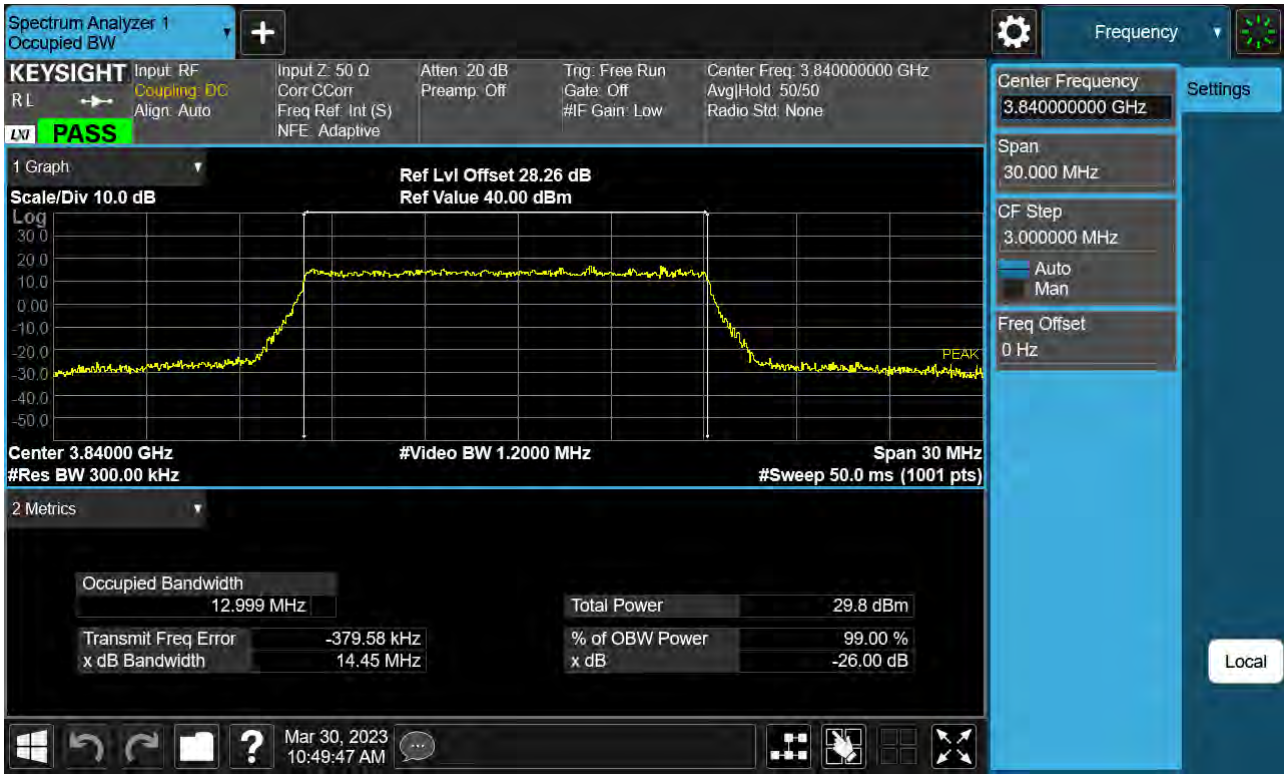 Spectrum Analyzer 1
Occupied BW
+
Frequency
KEYSIGHT
RL
LXI
PASS
Input: RF
Coupling: DC
Align: Auto
Input Z: 50 Ω
Corr CCorr
Freq Ref: Int (S)
NFE: Adaptive
Atten: 20 dB
Preamp: Off
Trig: Free Run
Gate: Off
#IF Gain: Low
Center Freq: 3.840000000 GHz
Avg|Hold: 50/50
Radio Std: None
1 Graph
Scale/Div 10.0 dB
Ref Lvl Offset 28.26 dB
Ref Value 40.00 dBm
Log
30.0
20.0
10.0
0.00
-10.0
-20.0
-30.0
-40.0
-50.0
PEAK
Center 3.84000 GHz
#Video BW 1.2000 MHz
Span 30 MHz
#Res BW 300.00 kHz
#Sweep 50.0 ms (1001 pts)
2 Metrics
Occupied Bandwidth
12.999 MHz
Transmit Freq Error -379.58 kHz
x dB Bandwidth 14.45 MHz
Total Power 29.8 dBm
% of OBW Power 99.00 %
x dB -26.00 dB
Center Frequency
3.840000000 GHz
Span
30.000 MHz
CF Step
3.000000 MHz
Auto
Man
Freq Offset
0 Hz
Settings
Local
?
Mar 30, 2023
10:49:47 AM